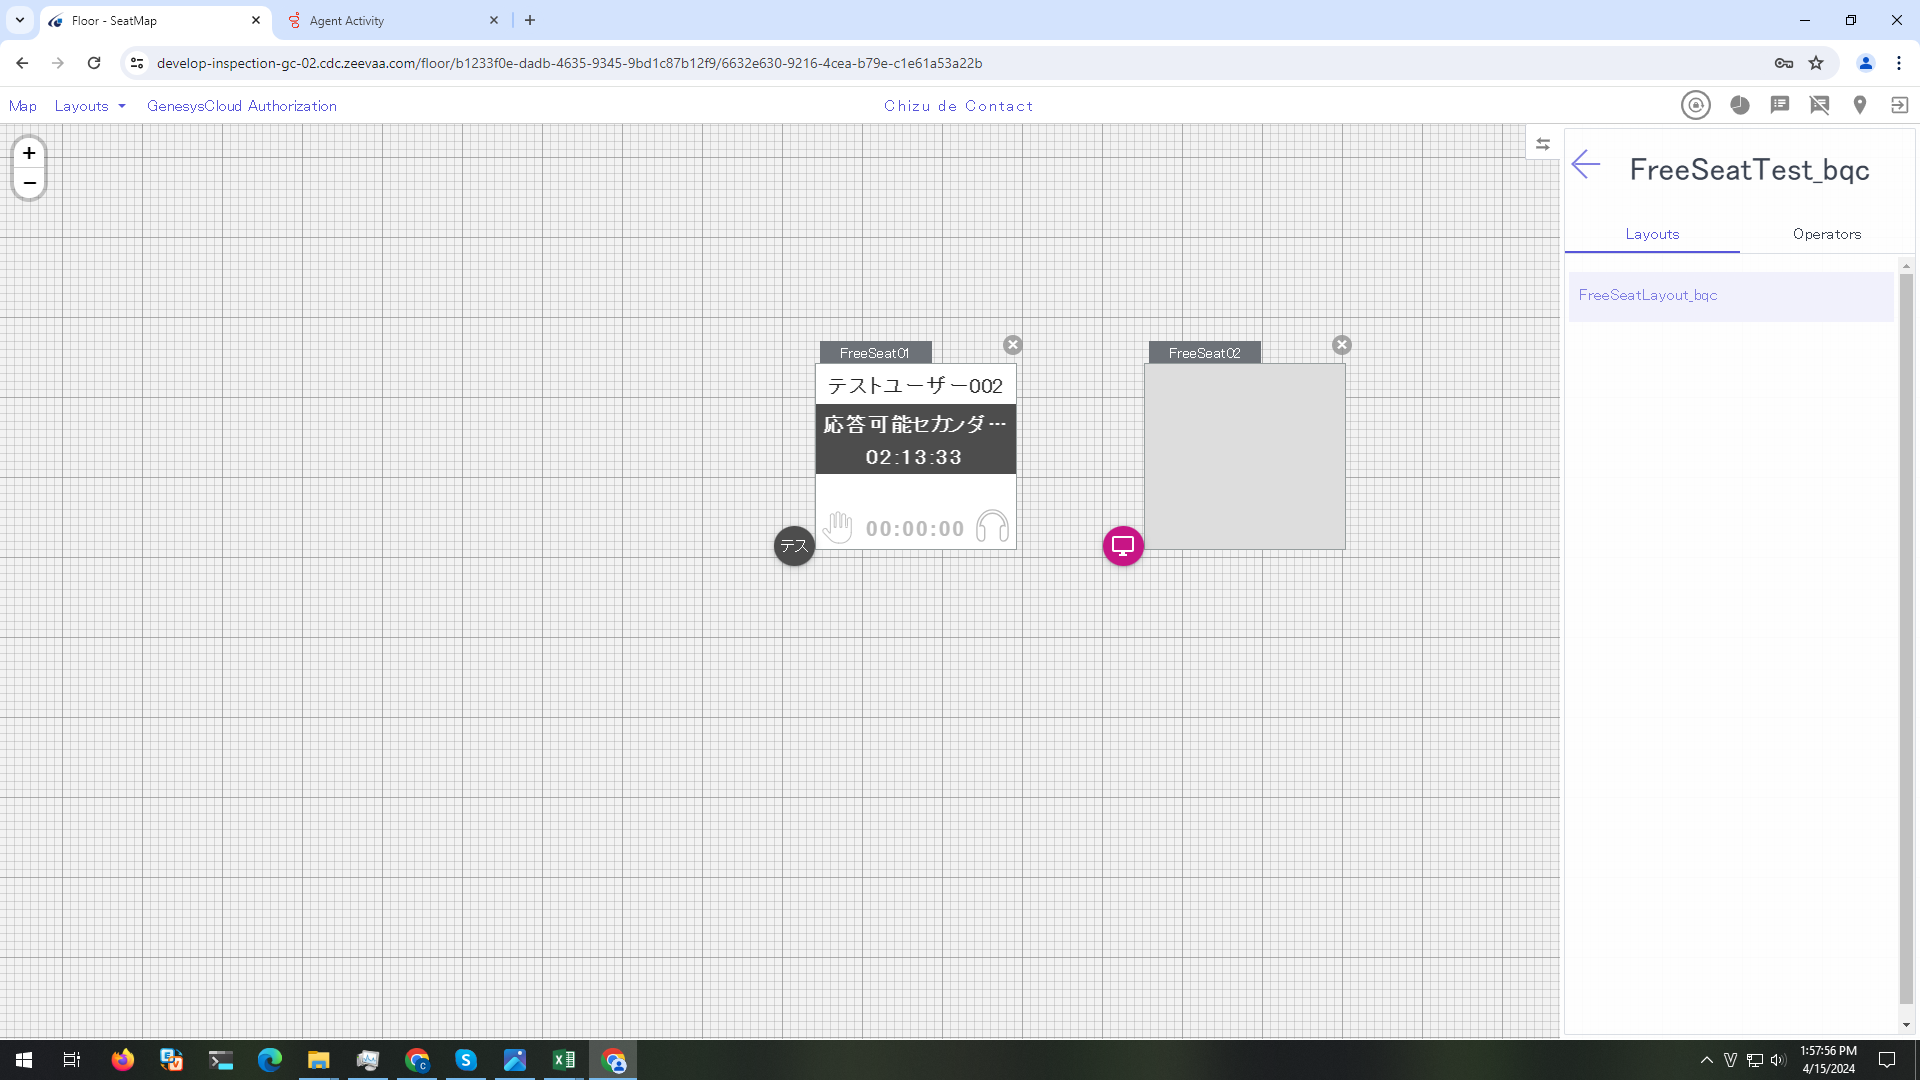 Floor - SeatMap
Agent Activity
develop-inspection-gc-02.cdc.zeevaa.com/floor/b1233f0e-dadb-4635-9345-9bd1c87b12f9/6632e630-9216-4cea-b79e-c1e61a53a22b
Map Layouts GenesysCloud Authorization
Chizu de Contact
+
−
FreeSeatTest_bqc
Layouts Operators
FreeSeatLayout_bqc
FreeSeat01
テストユーザー002
応答可能セカンダ…
02:13:33
00:00:00
テス
FreeSeat02
1:57:56 PM
4/15/2024